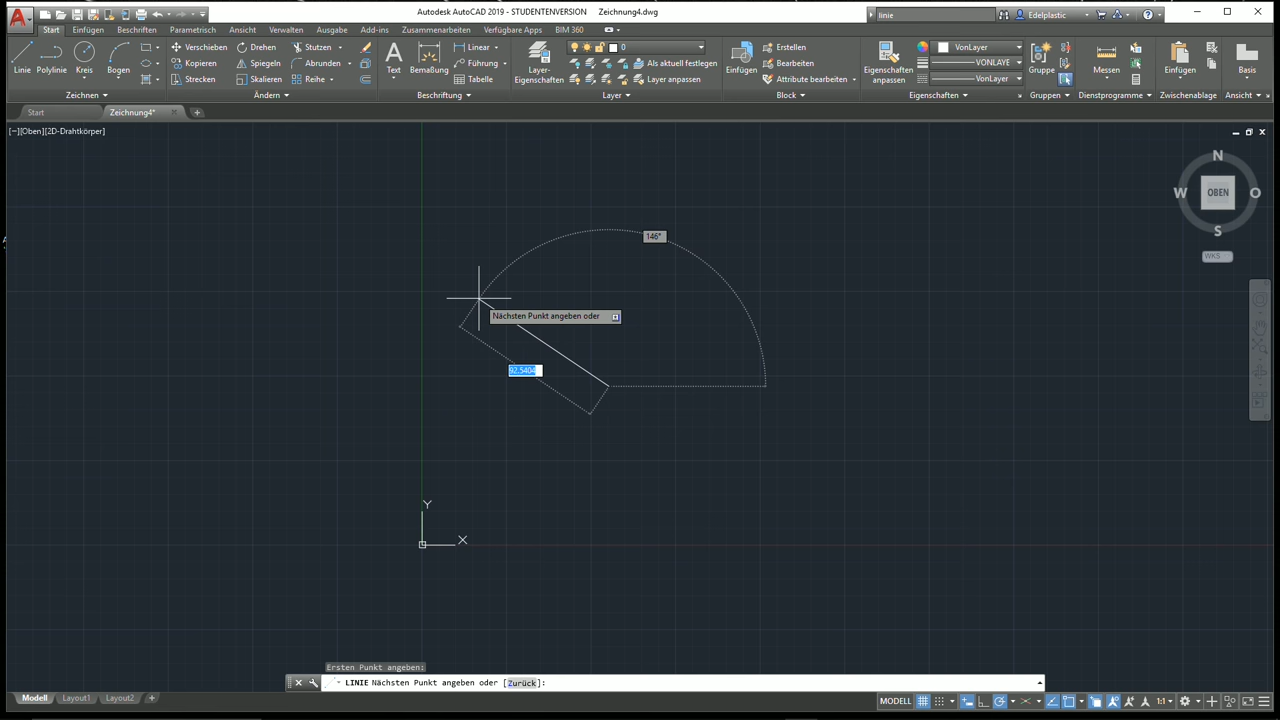 Autodesk AutoCAD 2019 - STUDENTENVERSION Zeichnung4.dwg
linie
Edelplastic
Start Einfügen Beschriften Parametrisch Ansicht Verwalten Ausgabe Add-ins Zusammenarbeiten Verfügbare Apps BIM 360
Linie Polylinie Kreis Bogen
Verschieben Drehen Stutzen
Kopieren Spiegeln Abrunden
Strecken Skalieren Reihe
Text Bemaßung
Linear
Führung
Tabelle
Layer-
Eigenschaften
0
Als aktuell festlegen
Layer anpassen
Einfügen
Erstellen
Bearbeiten
Attribute bearbeiten
Eigenschaften
anpassen
VonLayer
VONLAYE
VonLayer
Gruppe
Messen
Einfügen
Basis
Zeichnen Ändern Beschriftung Layer Block Eigenschaften Gruppen Dienstprogramme Zwischenablage Ansicht
Start Zeichnung4*
[−][Oben][2D-Drahtkörper]
N
W OBEN O
S
WKS
146°
Nächsten Punkt angeben oder
92.5404
Y
X
Ersten Punkt angeben:
LINIE Nächsten Punkt angeben oder [Zurück]:
Modell Layout1 Layout2 +
MODELL 1:1